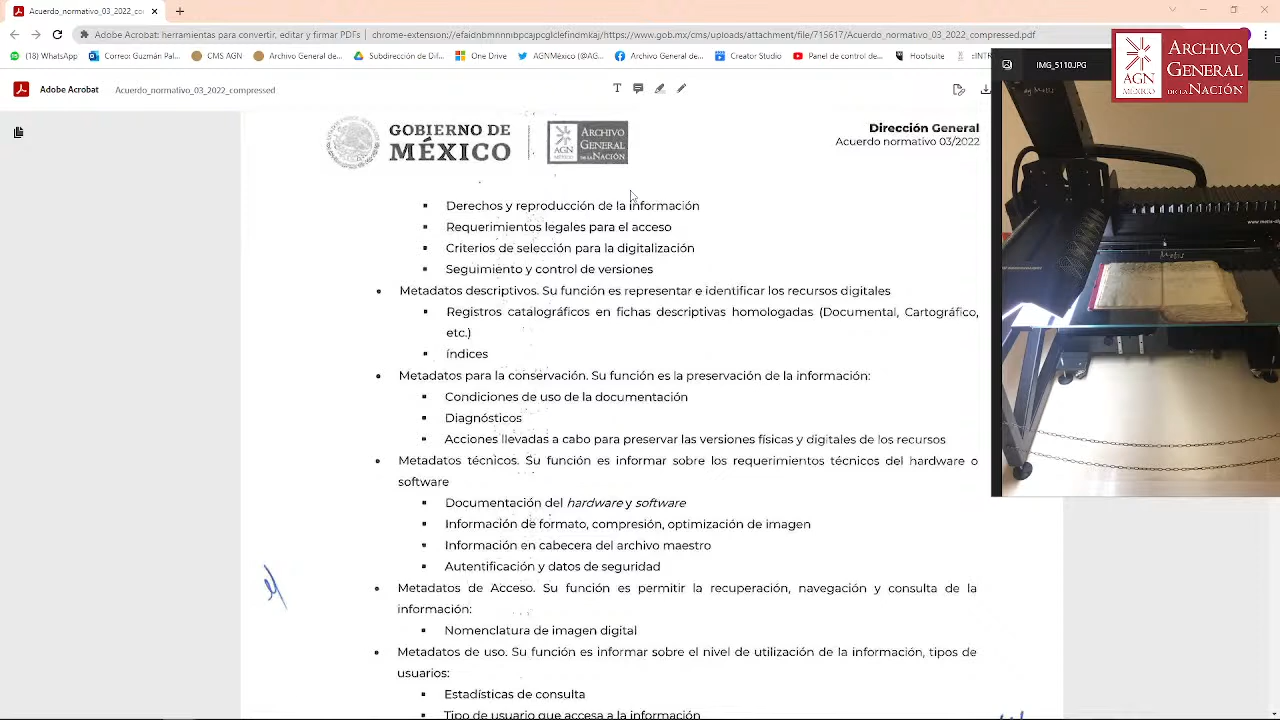 Acuerdo_normativo_03_2022_co
Adobe Acrobat: herramientas para convertir, editar y firmar PDFs | chrome-extension://efaidnbmnnnibpcajpcglclefindmkaj/https://www.gob.mx/cms/uploads/attachment/file/715617/Acuerdo_normativo_03_2022_compressed.pdf
(18) WhatsApp
Correo: Guzmán Pal...
CMS AGN
Subdirección de Dif...
One Drive
AGNMéxico (@AG...
Archivo General de...
Creator Studio
Panel de control de...
Hootsuite
::INTR
Adobe Acrobat
Acuerdo_normativo_03_2022_compressed
IMG_5110.JPG
AGN
MÉXICO
ARCHIVO
GENERAL
DE LA NACIÓN
GOBIERNO DE
MÉXICO
AGN
MÉXICO
ARCHIVO
GENERAL
DE LA NACIÓN
Dirección General
Acuerdo normativo 03/2022
Derechos y reproducción de la información
Requerimientos legales para el acceso
Criterios de selección para la digitalización
Seguimiento y control de versiones
Metadatos descriptivos. Su función es representar e identificar los recursos digitales
Registros catalográficos en fichas descriptivas homologadas (Documental, Cartográfico,
etc.)
índices
Metadatos para la conservación. Su función es la preservación de la información:
Condiciones de uso de la documentación
Diagnósticos
Acciones llevadas a cabo para preservar las versiones físicas y digitales de los recursos
Metadatos técnicos. Su función es informar sobre los requerimientos técnicos del hardware o
software
Documentación del hardware y software
Información de formato, compresión, optimización de imagen
Información en cabecera del archivo maestro
Autentificación y datos de seguridad
Metadatos de Acceso. Su función es permitir la recuperación, navegación y consulta de la
información:
Nomenclatura de imagen digital
Metadatos de uso. Su función es informar sobre el nivel de utilización de la información, tipos de
usuarios:
Estadísticas de consulta
Tipo de usuario que accesa a la información
Metis